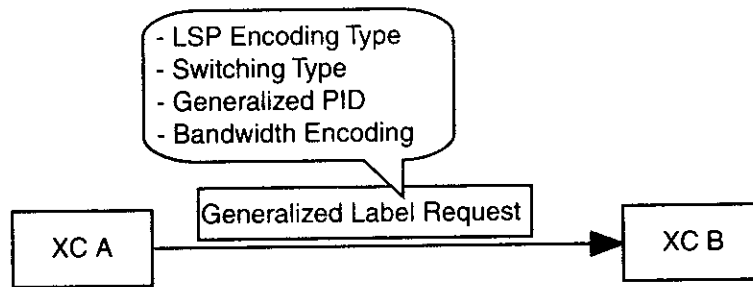 - LSP Encoding Type
- Switching Type
- Generalized PID
- Bandwidth Encoding
Generalized Label Request
XC A
XC B